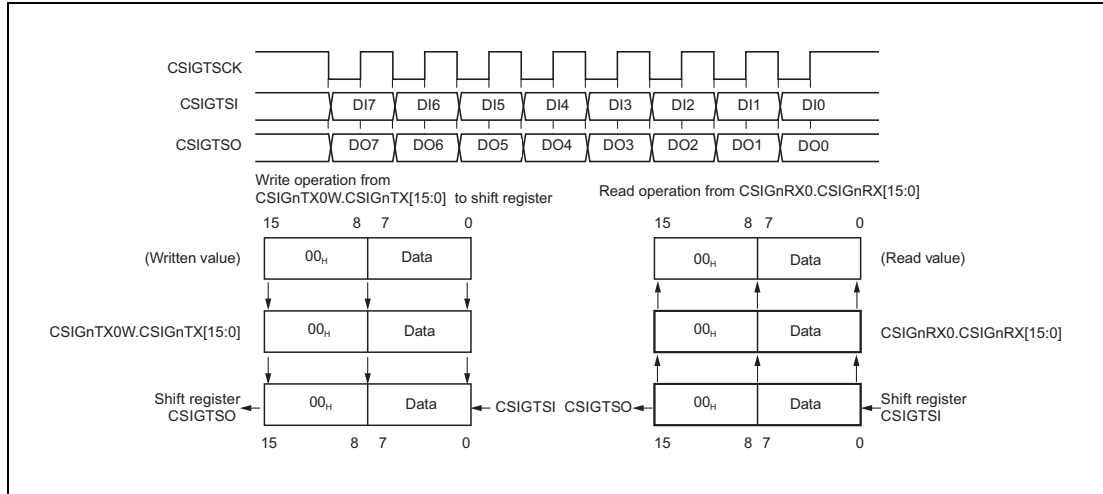 CSIGTSCK
CSIGTSI DI7 DI6 DI5 DI4 DI3 DI2 DI1 DI0
CSIGTSO DO7 DO6 DO5 DO4 DO3 DO2 DO1 DO0
Write operation from
CSIGnTX0W.CSIGnTX[15:0] to shift register
15 8 7 0
(Written value) 00H Data
CSIGnTX0W.CSIGnTX[15:0] 00H Data
Shift register
CSIGTSO 00H Data CSIGTSI
15 8 7 0
Read operation from CSIGnRX0.CSIGnRX[15:0]
15 8 7 0
00H Data (Read value)
00H Data CSIGnRX0.CSIGnRX[15:0]
CSIGTSO 00H Data Shift register
CSIGTSI
15 8 7 0